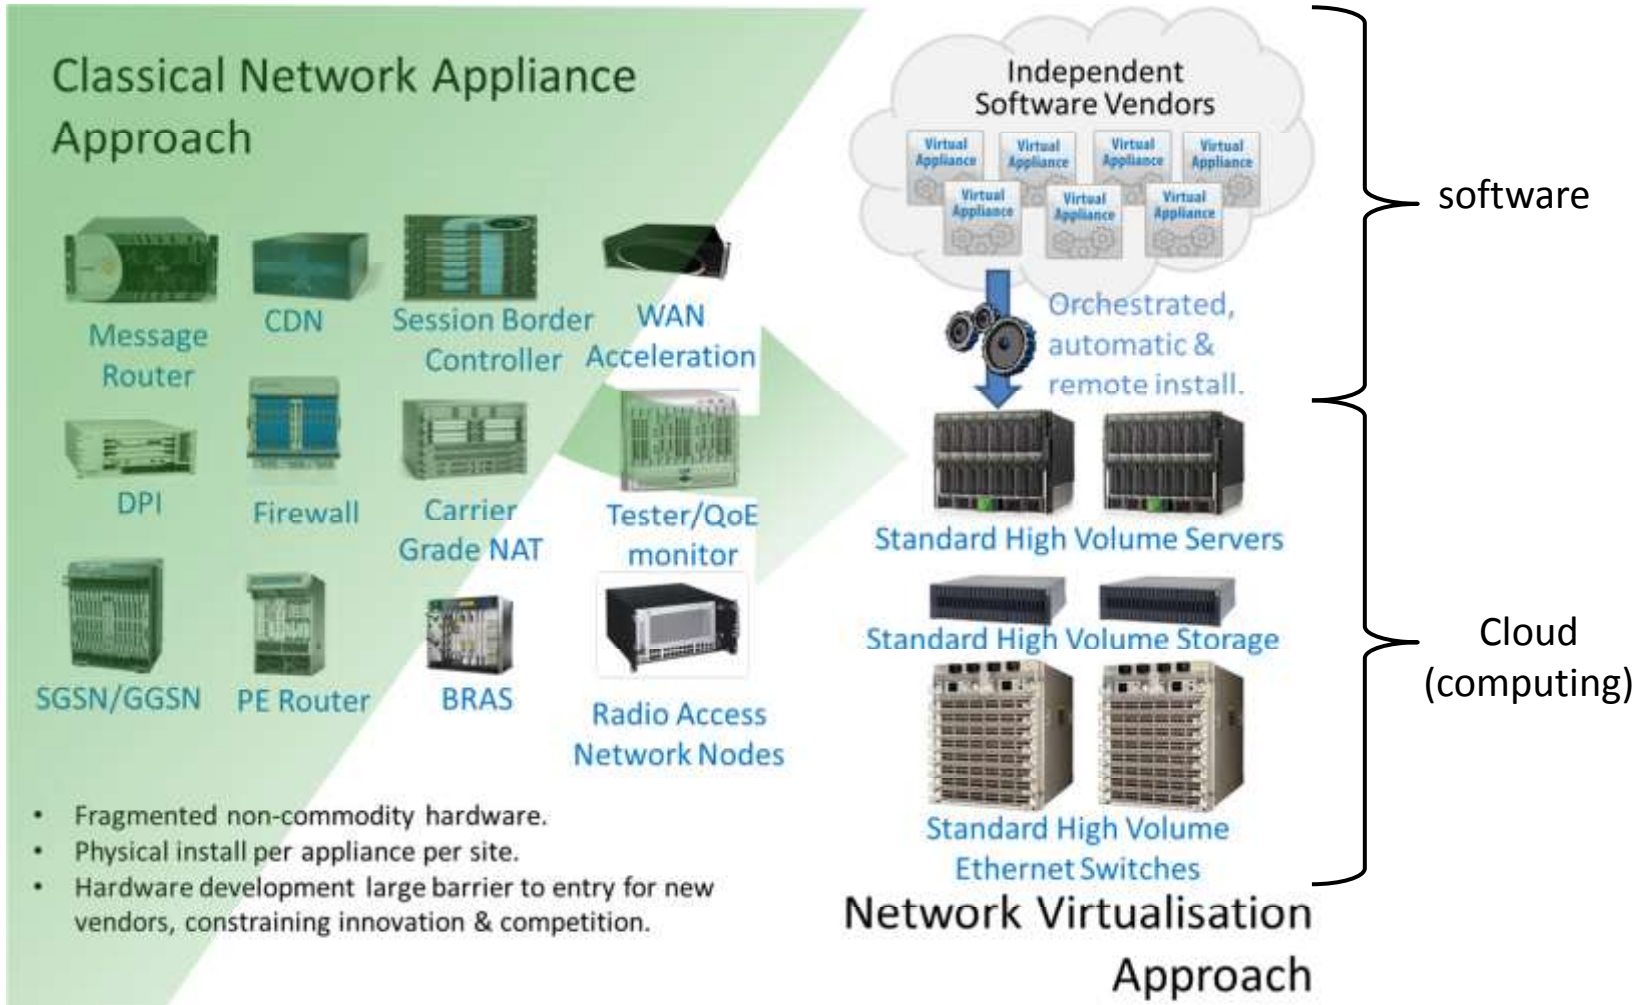 Classical Network Appliance
Approach
Message
Router
CDN
Session Border
Controller
WAN
Acceleration
DPI
Firewall
Carrier
Grade NAT
Tester/QoE
monitor
SGSN/GGSN
PE Router
BRAS
Radio Access
Network Nodes
• Fragmented non-commodity hardware.
• Physical install per appliance per site.
• Hardware development large barrier to entry for new
vendors, constraining innovation & competition.
Independent
Software Vendors
Virtual
Appliance
Virtual
Appliance
Virtual
Appliance
Virtual
Appliance
Virtual
Appliance
Virtual
Appliance
Virtual
Appliance
Orchestrated,
automatic &
remote install.
Standard High Volume Servers
Standard High Volume Storage
Standard High Volume
Ethernet Switches
Network Virtualisation
Approach
software
Cloud
(computing)